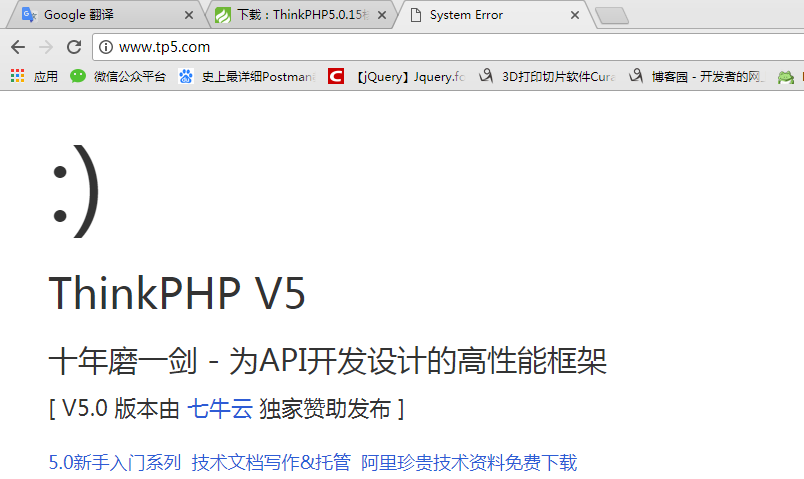 Google 翻译
下载：ThinkPHP5.0.15
System Error
www.tp5.com
应用
微信公众平台
史上最详细Postman
【jQuery】Jquery.fo
3D打印切片软件Cura
博客园 - 开发者的网
:)
ThinkPHP V5
十年磨一剑 - 为API开发设计的高性能框架
[ V5.0 版本由 七牛云 独家赞助发布 ]
5.0新手入门系列 技术文档写作&托管 阿里珍贵技术资料免费下载